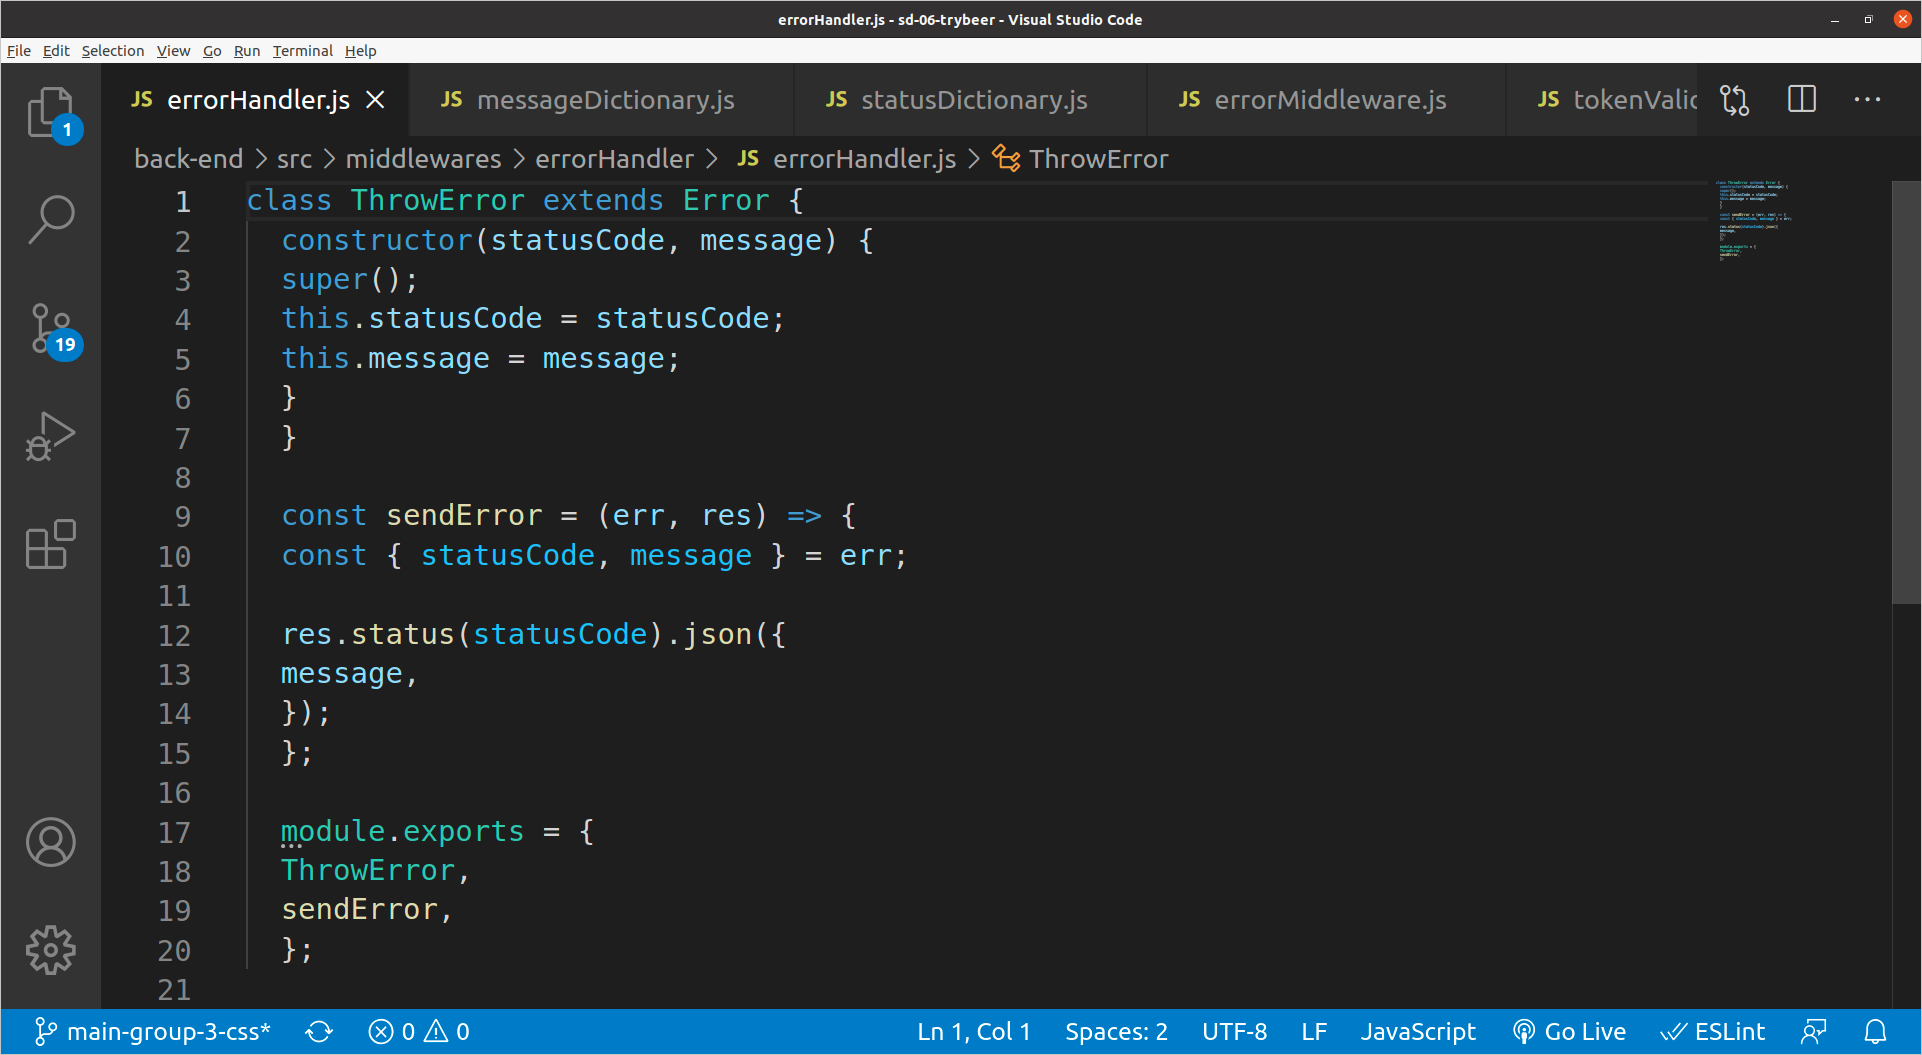 errorHandler.js - sd-06-trybeer - Visual Studio Code
File Edit Selection View Go Run Terminal Help
JS errorHandler.js JS messageDictionary.js JS statusDictionary.js JS errorMiddleware.js JS tokenValic
back-end > src > middlewares > errorHandler > JS errorHandler.js > ThrowError
1 class ThrowError extends Error {
2 constructor(statusCode, message) {
3 super();
4 this.statusCode = statusCode;
5 this.message = message;
6 }
7 }
8
9 const sendError = (err, res) => {
10 const { statusCode, message } = err;
11
12 res.status(statusCode).json({
13 message,
14 });
15 };
16
17 module.exports = {
18 ThrowError,
19 sendError,
20 };
21
1
19
main-group-3-css* 0 0 Ln 1, Col 1 Spaces: 2 UTF-8 LF JavaScript Go Live ESLint